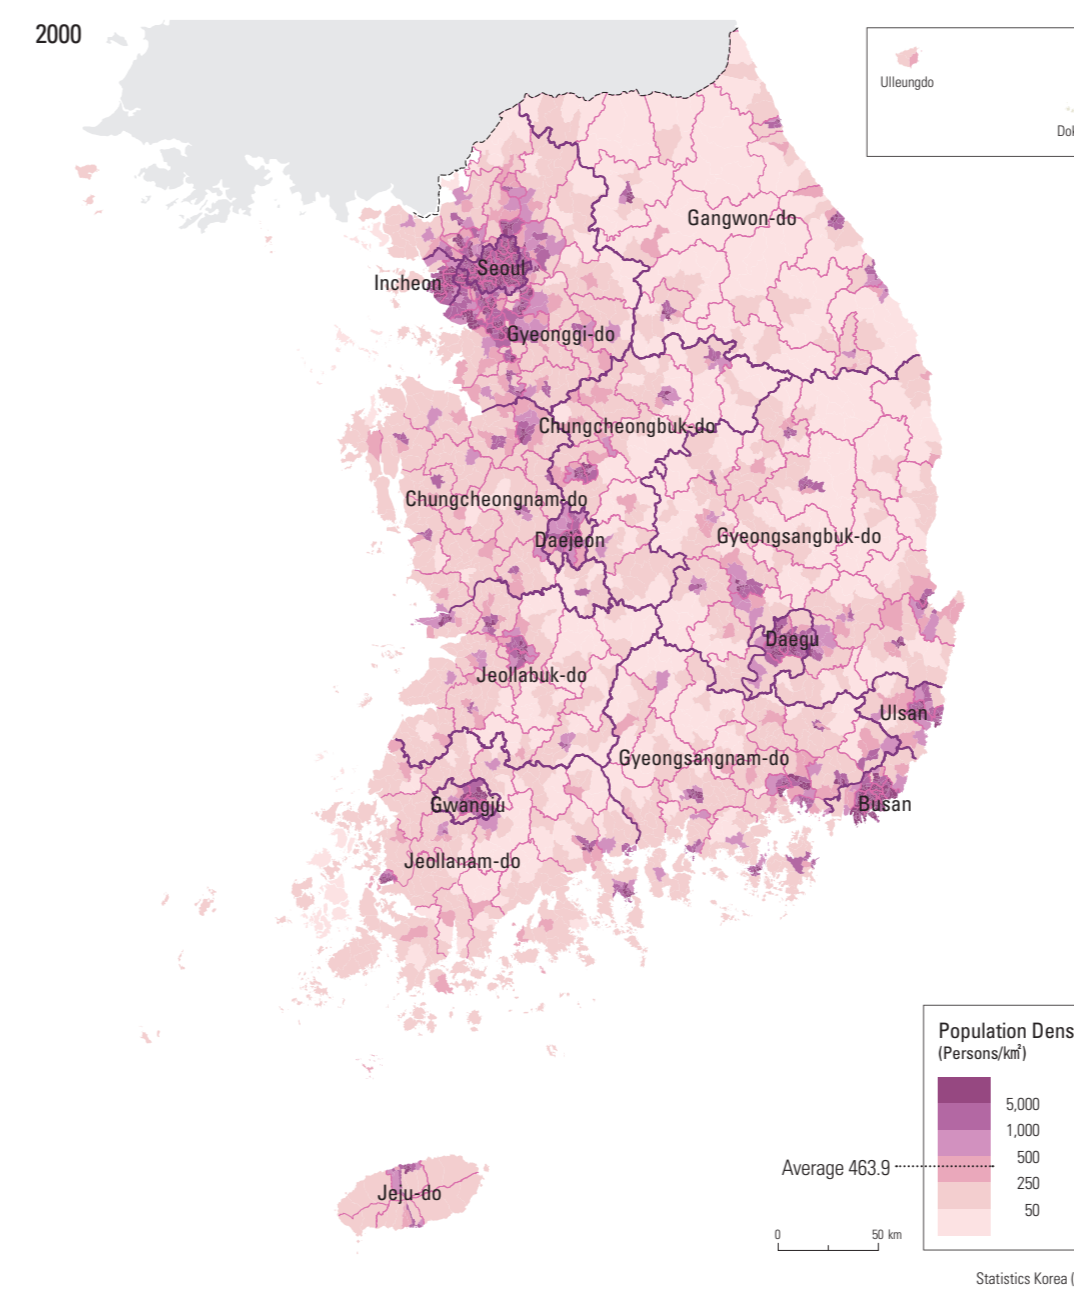 2000
Ulleungdo
Gangwon-do
Seoul
Incheon
Gyeonggi-do
Chungcheongbuk-do
Chungcheongnam-do
Daejeon
Gyeongsangbuk-do
Daegu
Jeollabuk-do
Ulsan
Gyeongsangnam-do
Gwangju
Busan
Jeollanam-do
Jeju-do
Population Dens
(Persons/km²)
5,000
1,000
500
Average 463.9
250
50
0 50 km
Statistics Korea (